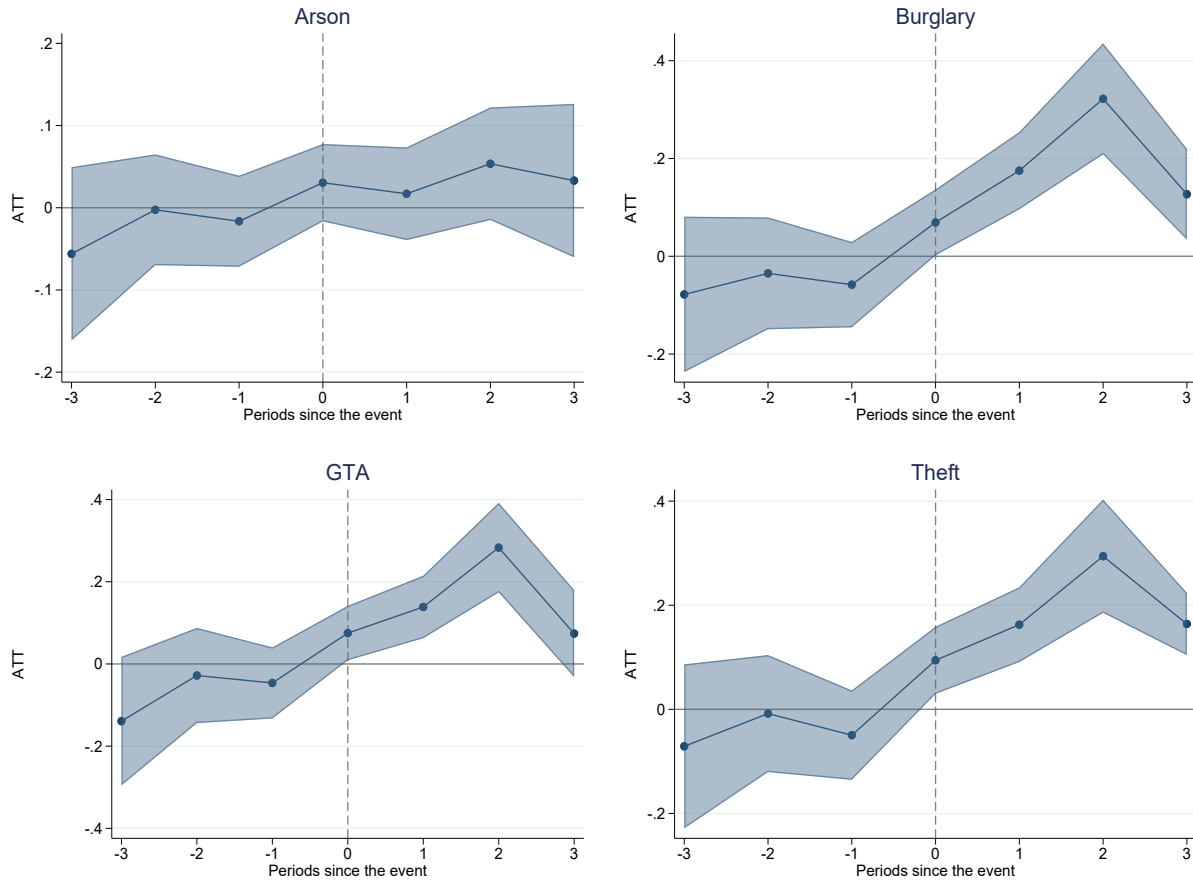 Arson
ATT
.2
.1
0
-.1
-.2
-3 -2 -1 0 1 2 3
Periods since the event
Burglary
ATT
.4
.2
0
-.2
-3 -2 -1 0 1 2 3
Periods since the event
GTA
ATT
.4
.2
0
-.2
-.4
-3 -2 -1 0 1 2 3
Periods since the event
Theft
ATT
.4
.2
0
-.2
-3 -2 -1 0 1 2 3
Periods since the event